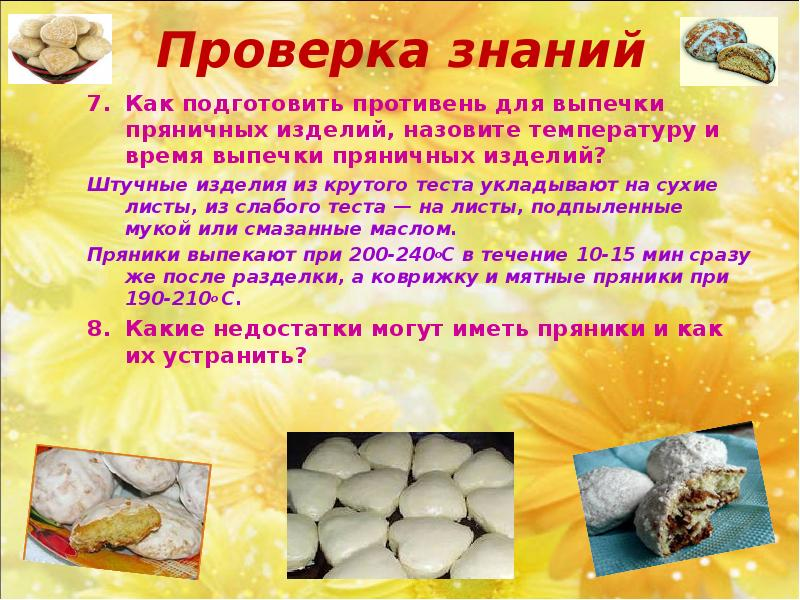 Проверка знаний
7. Как подготовить противень для выпечки
пряничных изделий, назовите температуру и
время выпечки пряничных изделий?
Штучные изделия из крутого теста укладывают на сухие
листы, из слабого теста — на листы, подпыленные
мукой или смазанные маслом.
Пряники выпекают при 200-240ᵒС в течение 10-15 мин сразу
же после разделки, а коврижку и мятные пряники при
190-210ᵒ С.
8. Какие недостатки могут иметь пряники и как
их устранить?